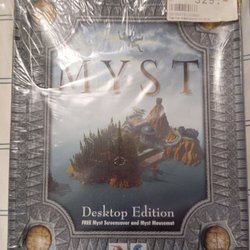 MYST
Desktop Edition
FREE Myst Screensaver and Myst Mousemat